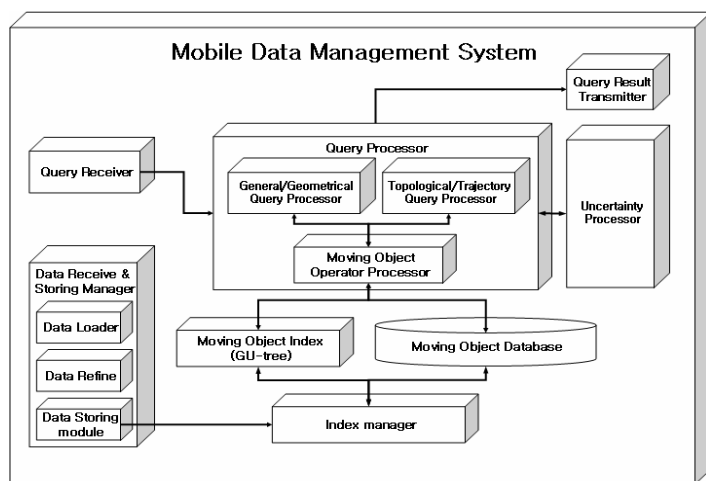 Mobile Data Management System
Query Result
Transmitter
Query Processor
Query Receiver
General/Geometrical
Query Processor
Topological/Trajectory
Query Processor
Uncertainty
Processor
Moving Object
Operator Processor
Data Receive &
Storing Manager
Data Loader
Moving Object Index
(GU-tree)
Moving Object Database
Data Refine
Data Storing
module
Index manager